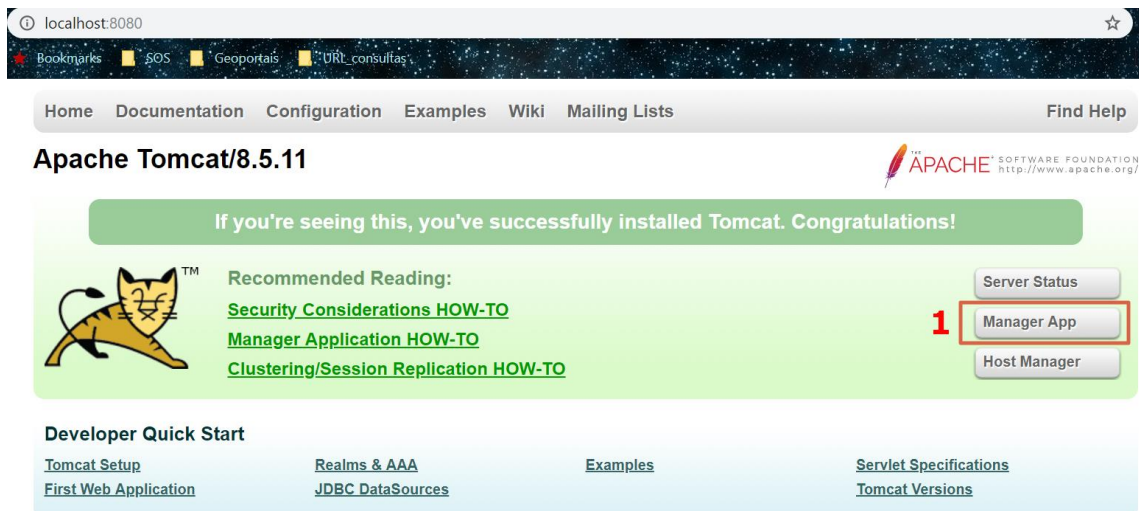 localhost:8080
Bookmarks SOS Geoportais URL_consultas
Home Documentation Configuration Examples Wiki Mailing Lists Find Help
Apache Tomcat/8.5.11
THE
APACHE SOFTWARE FOUNDATION
http://www.apache.org/
If you're seeing this, you've successfully installed Tomcat. Congratulations!
TM
Recommended Reading:
Security Considerations HOW-TO
Manager Application HOW-TO
Clustering/Session Replication HOW-TO
Server Status
1 Manager App
Host Manager
Developer Quick Start
Tomcat Setup Realms & AAA Examples Servlet Specifications
First Web Application JDBC DataSources Tomcat Versions